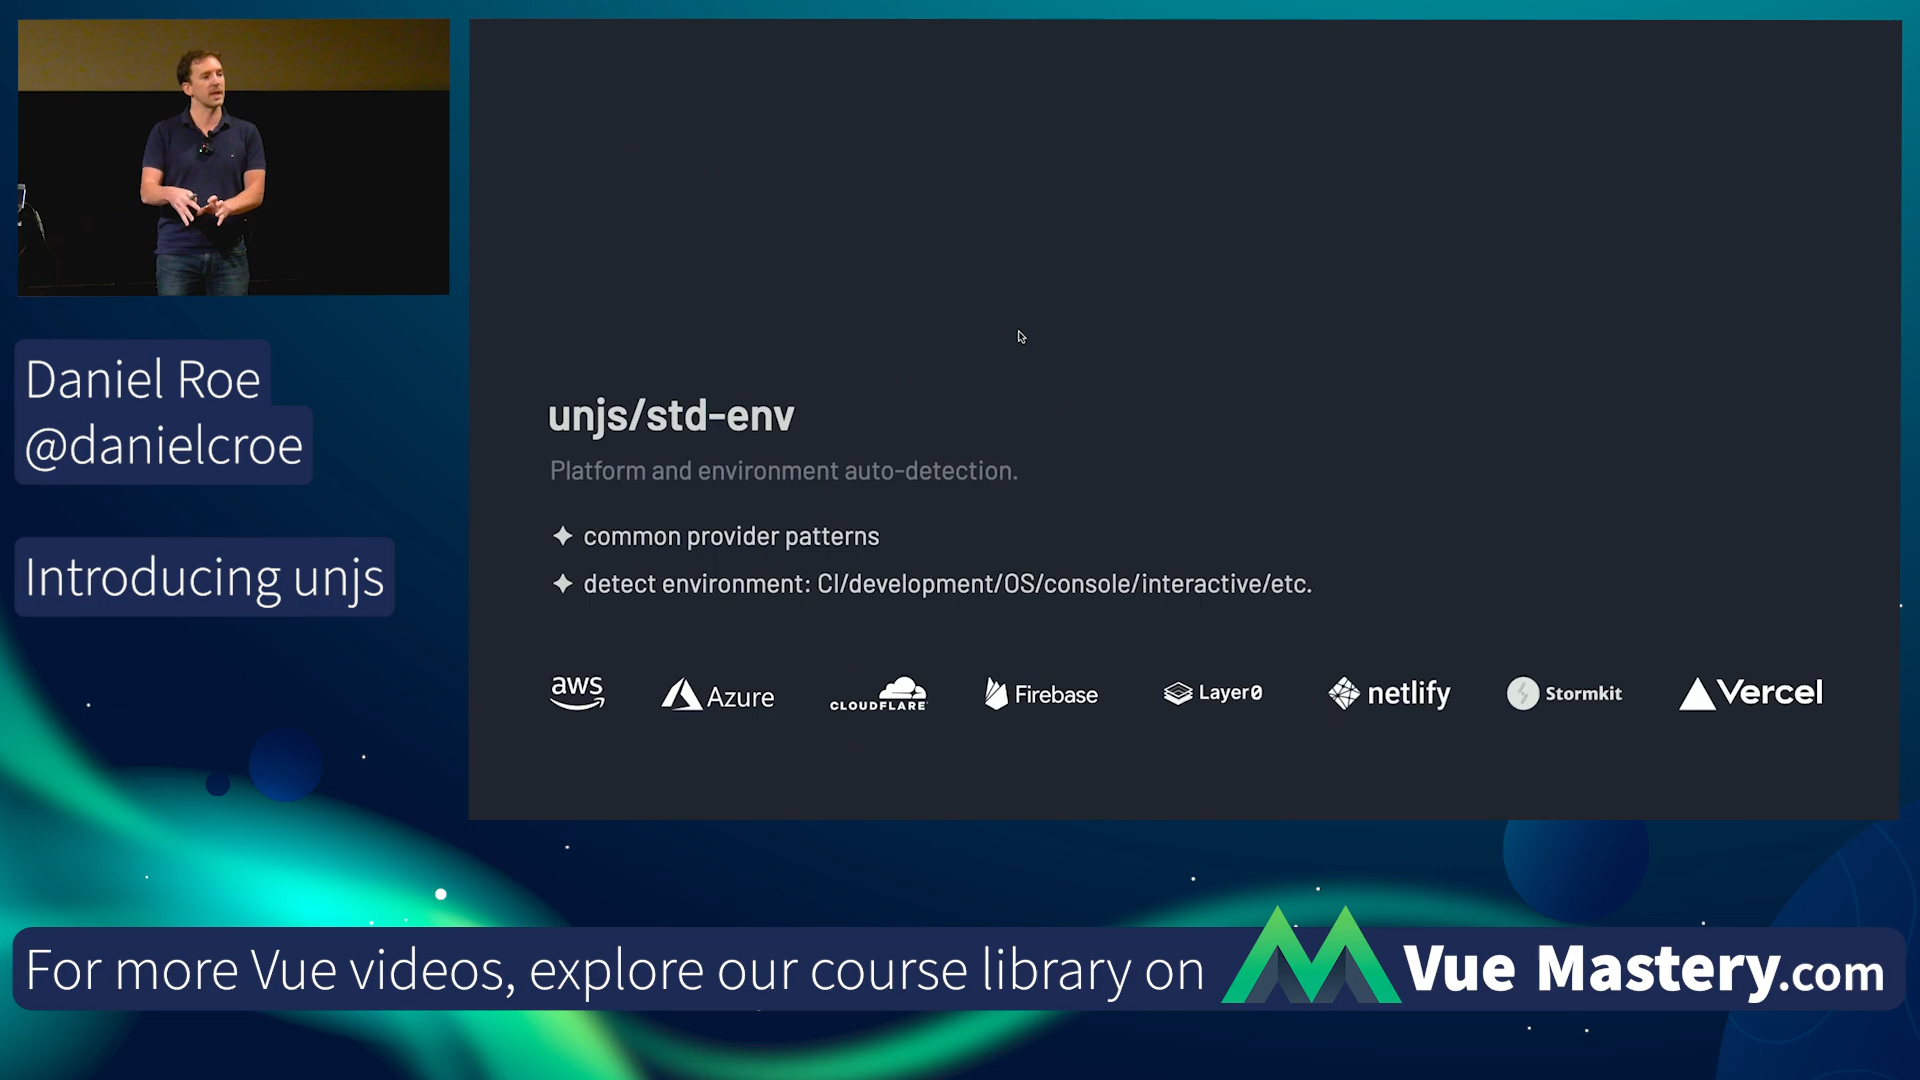 Daniel Roe
@danielcroe
Introducing unjs
unjs/std-env
Platform and environment auto-detection.
common provider patterns
detect environment: CI/development/OS/console/interactive/etc.
aws
Azure
CLOUDFLARE
Firebase
Layer0
netlify
Stormkit
Vercel
For more Vue videos, explore our course library on Vue Mastery.com